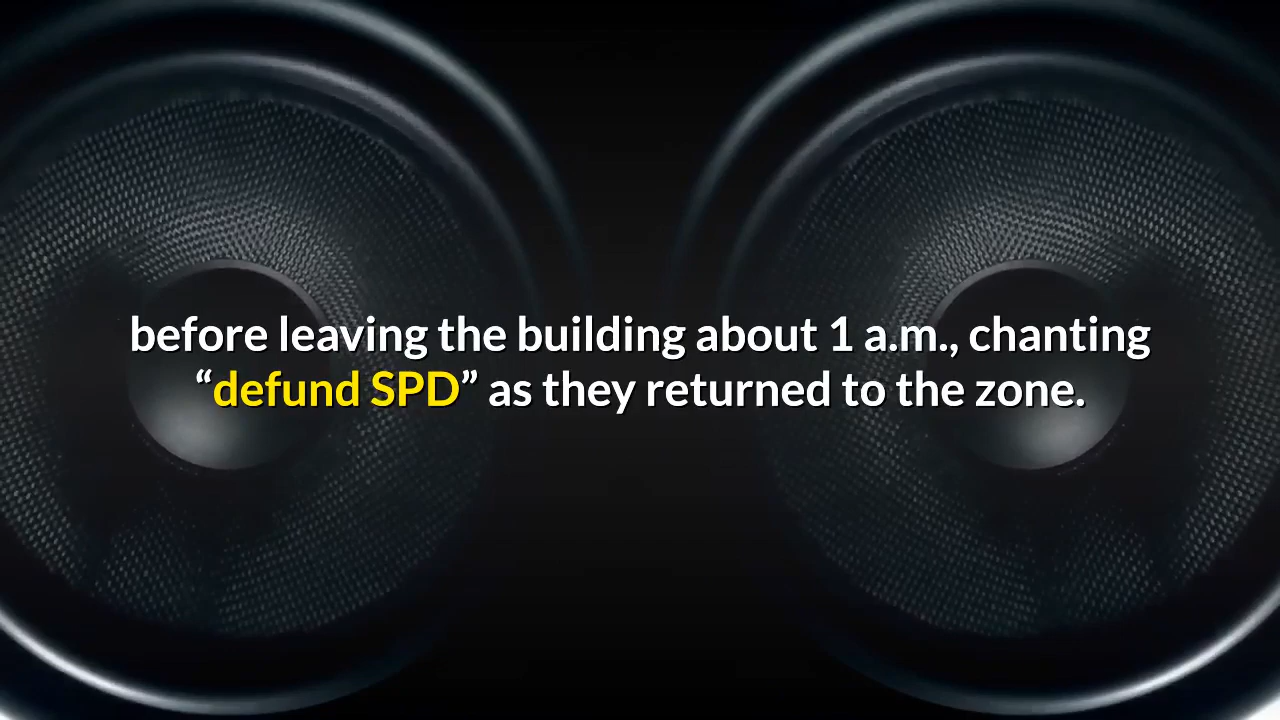 before leaving the building about 1 a.m., chanting
“defund SPD” as they returned to the zone.